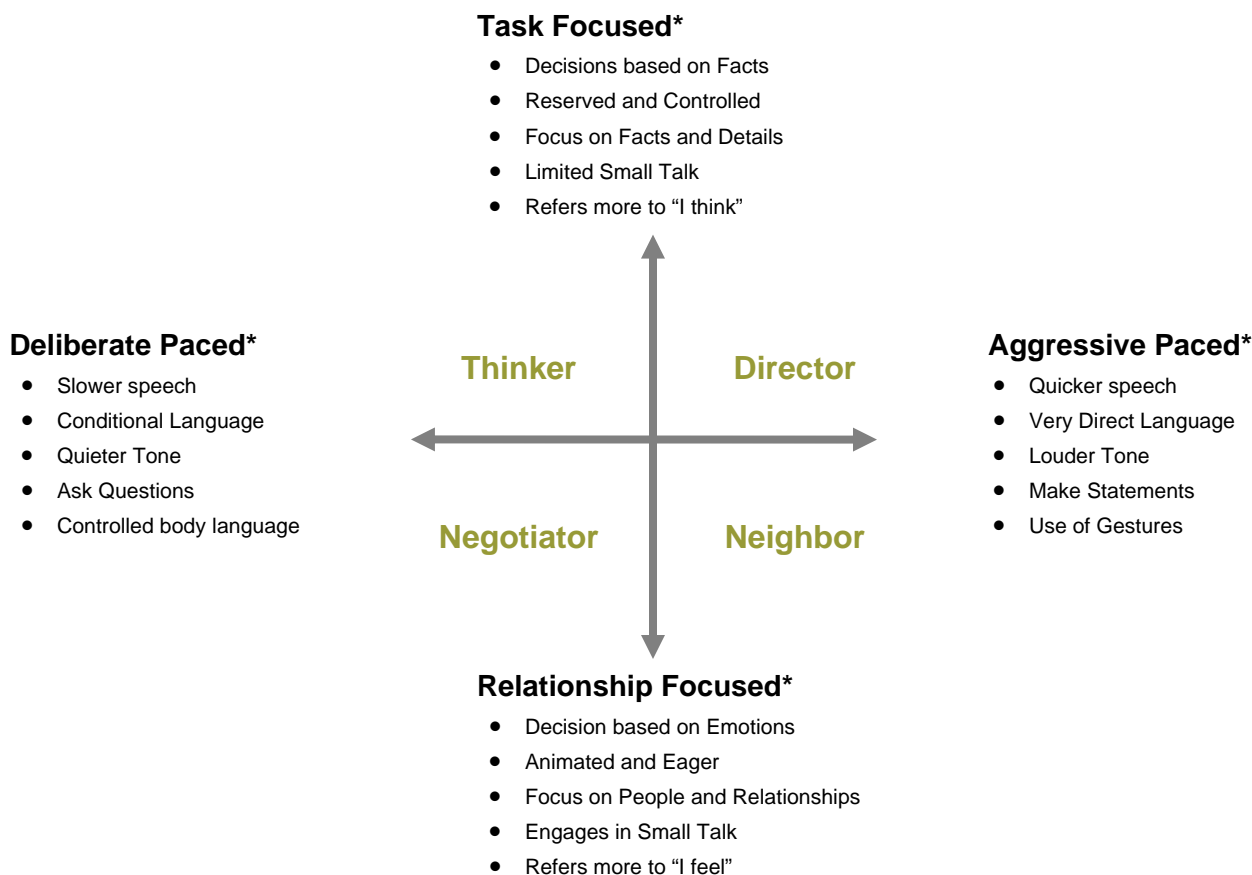 Task Focused*
• Decisions based on Facts
• Reserved and Controlled
• Focus on Facts and Details
• Limited Small Talk
• Refers more to “I think”
Deliberate Paced*
• Slower speech
• Conditional Language
• Quieter Tone
• Ask Questions
• Controlled body language
Thinker
Director
Negotiator
Neighbor
Aggressive Paced*
• Quicker speech
• Very Direct Language
• Louder Tone
• Make Statements
• Use of Gestures
Relationship Focused*
• Decision based on Emotions
• Animated and Eager
• Focus on People and Relationships
• Engages in Small Talk
• Refers more to “I feel”